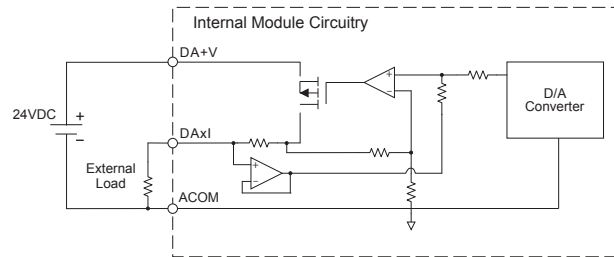 Internal Module Circuitry
DA+V
24VDC
+
–
+
–
D/A
Converter
DAxI
External
Load
+
–
ACOM